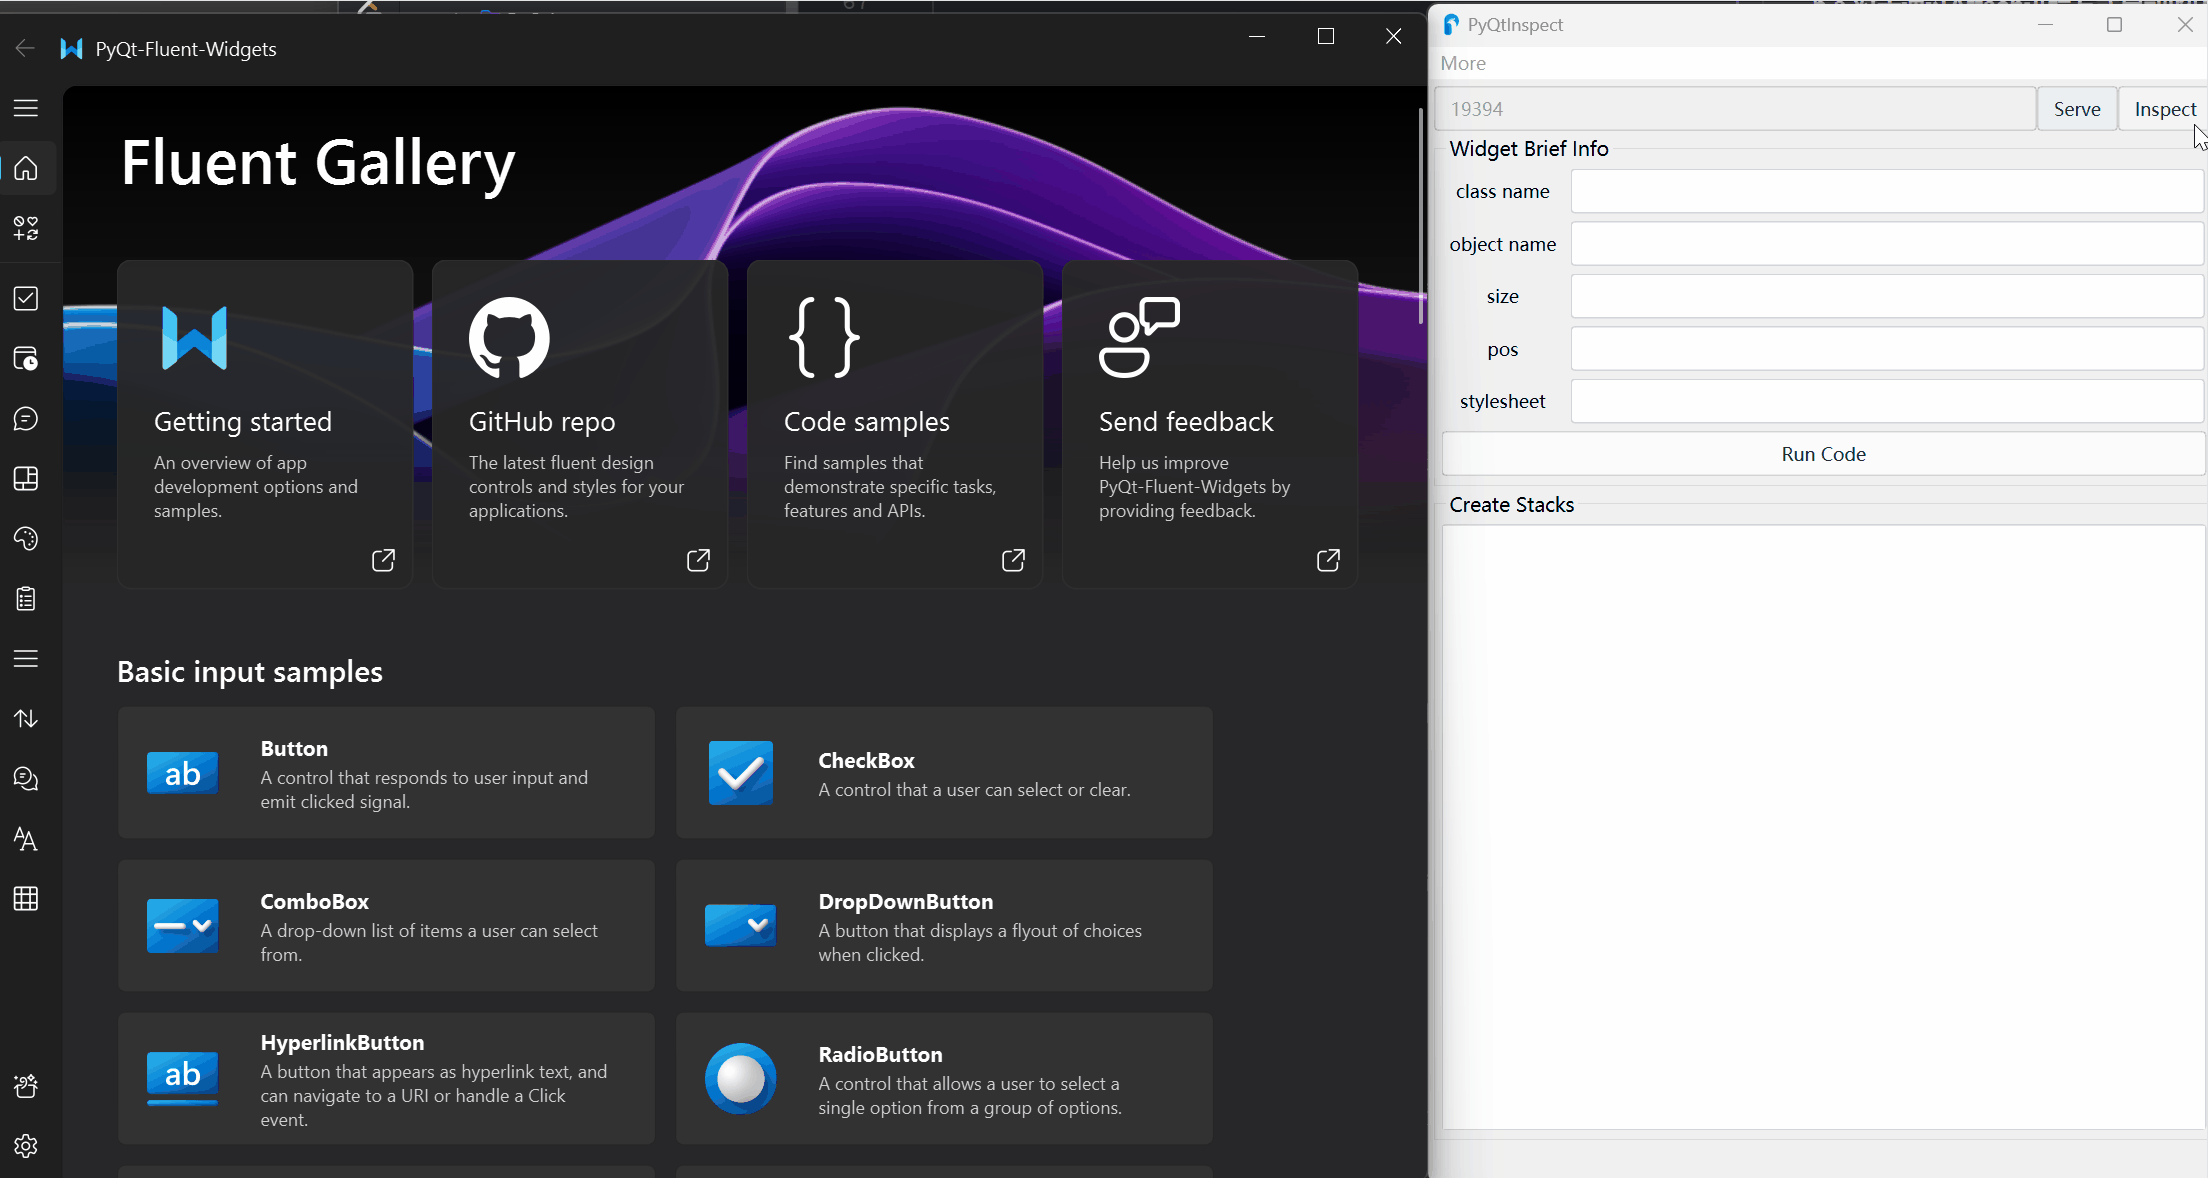 PyQt-Fluent-Widgets
Fluent Gallery
Getting started
An overview of app
development options and
samples.
GitHub repo
The latest fluent design
controls and styles for your
applications.
Code samples
Find samples that
demonstrate specific tasks,
features and APIs.
Send feedback
Help us improve
PyQt-Fluent-Widgets by
providing feedback.
Basic input samples
ab
Button
A control that responds to user input and
emit clicked signal.
CheckBox
A control that a user can select or clear.
ComboBox
A drop-down list of items a user can select
from.
DropDownButton
A button that displays a flyout of choices
when clicked.
ab
HyperlinkButton
A button that appears as hyperlink text, and
can navigate to a URI or handle a Click
event.
RadioButton
A control that allows a user to select a
single option from a group of options.
PyQtInspect
More
19394
Serve
Inspect
Widget Brief Info
class name
object name
size
pos
stylesheet
Run Code
Create Stacks